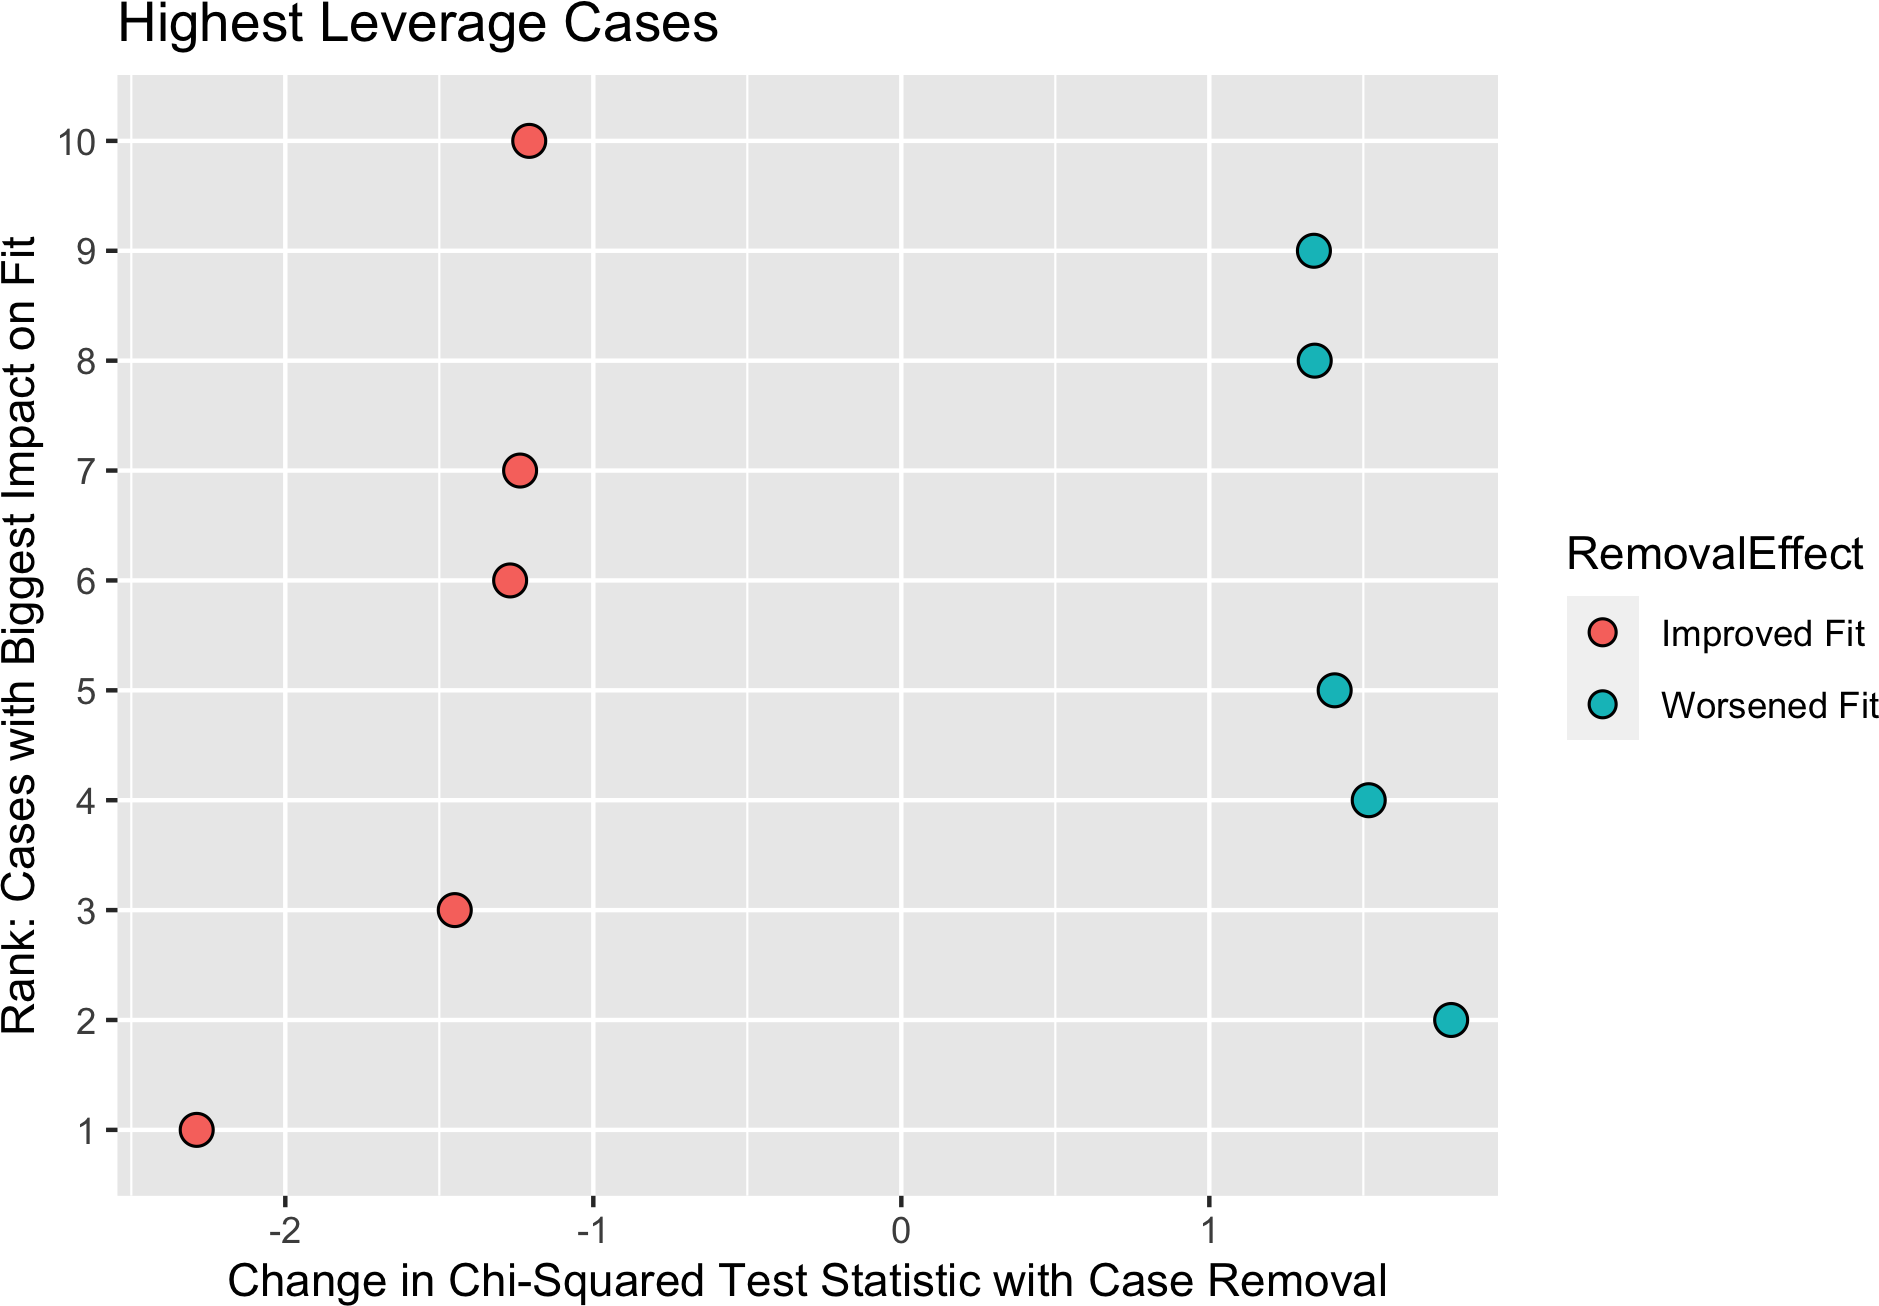 Highest Leverage Cases
Rank: Cases with Biggest Impact on Fit
10
9
8
7
6
5
4
3
2
1
-2
-1
0
1
Change in Chi-Squared Test Statistic with Case Removal
RemovalEffect
Improved Fit
Worsened Fit